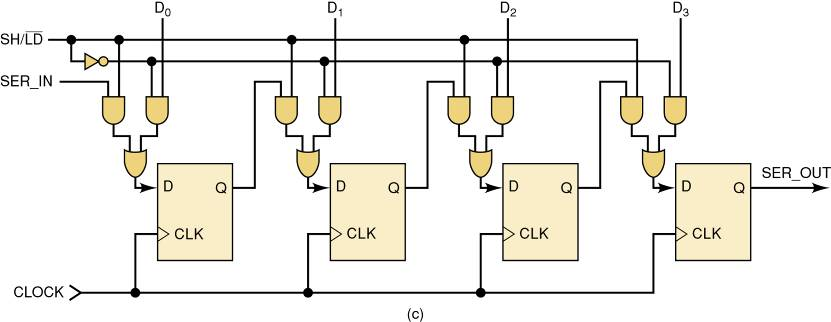 D0 D1 D2 D3
SH/LD
SER_IN
D Q D Q D Q D Q SER_OUT
CLK CLK CLK CLK
CLOCK
(c)